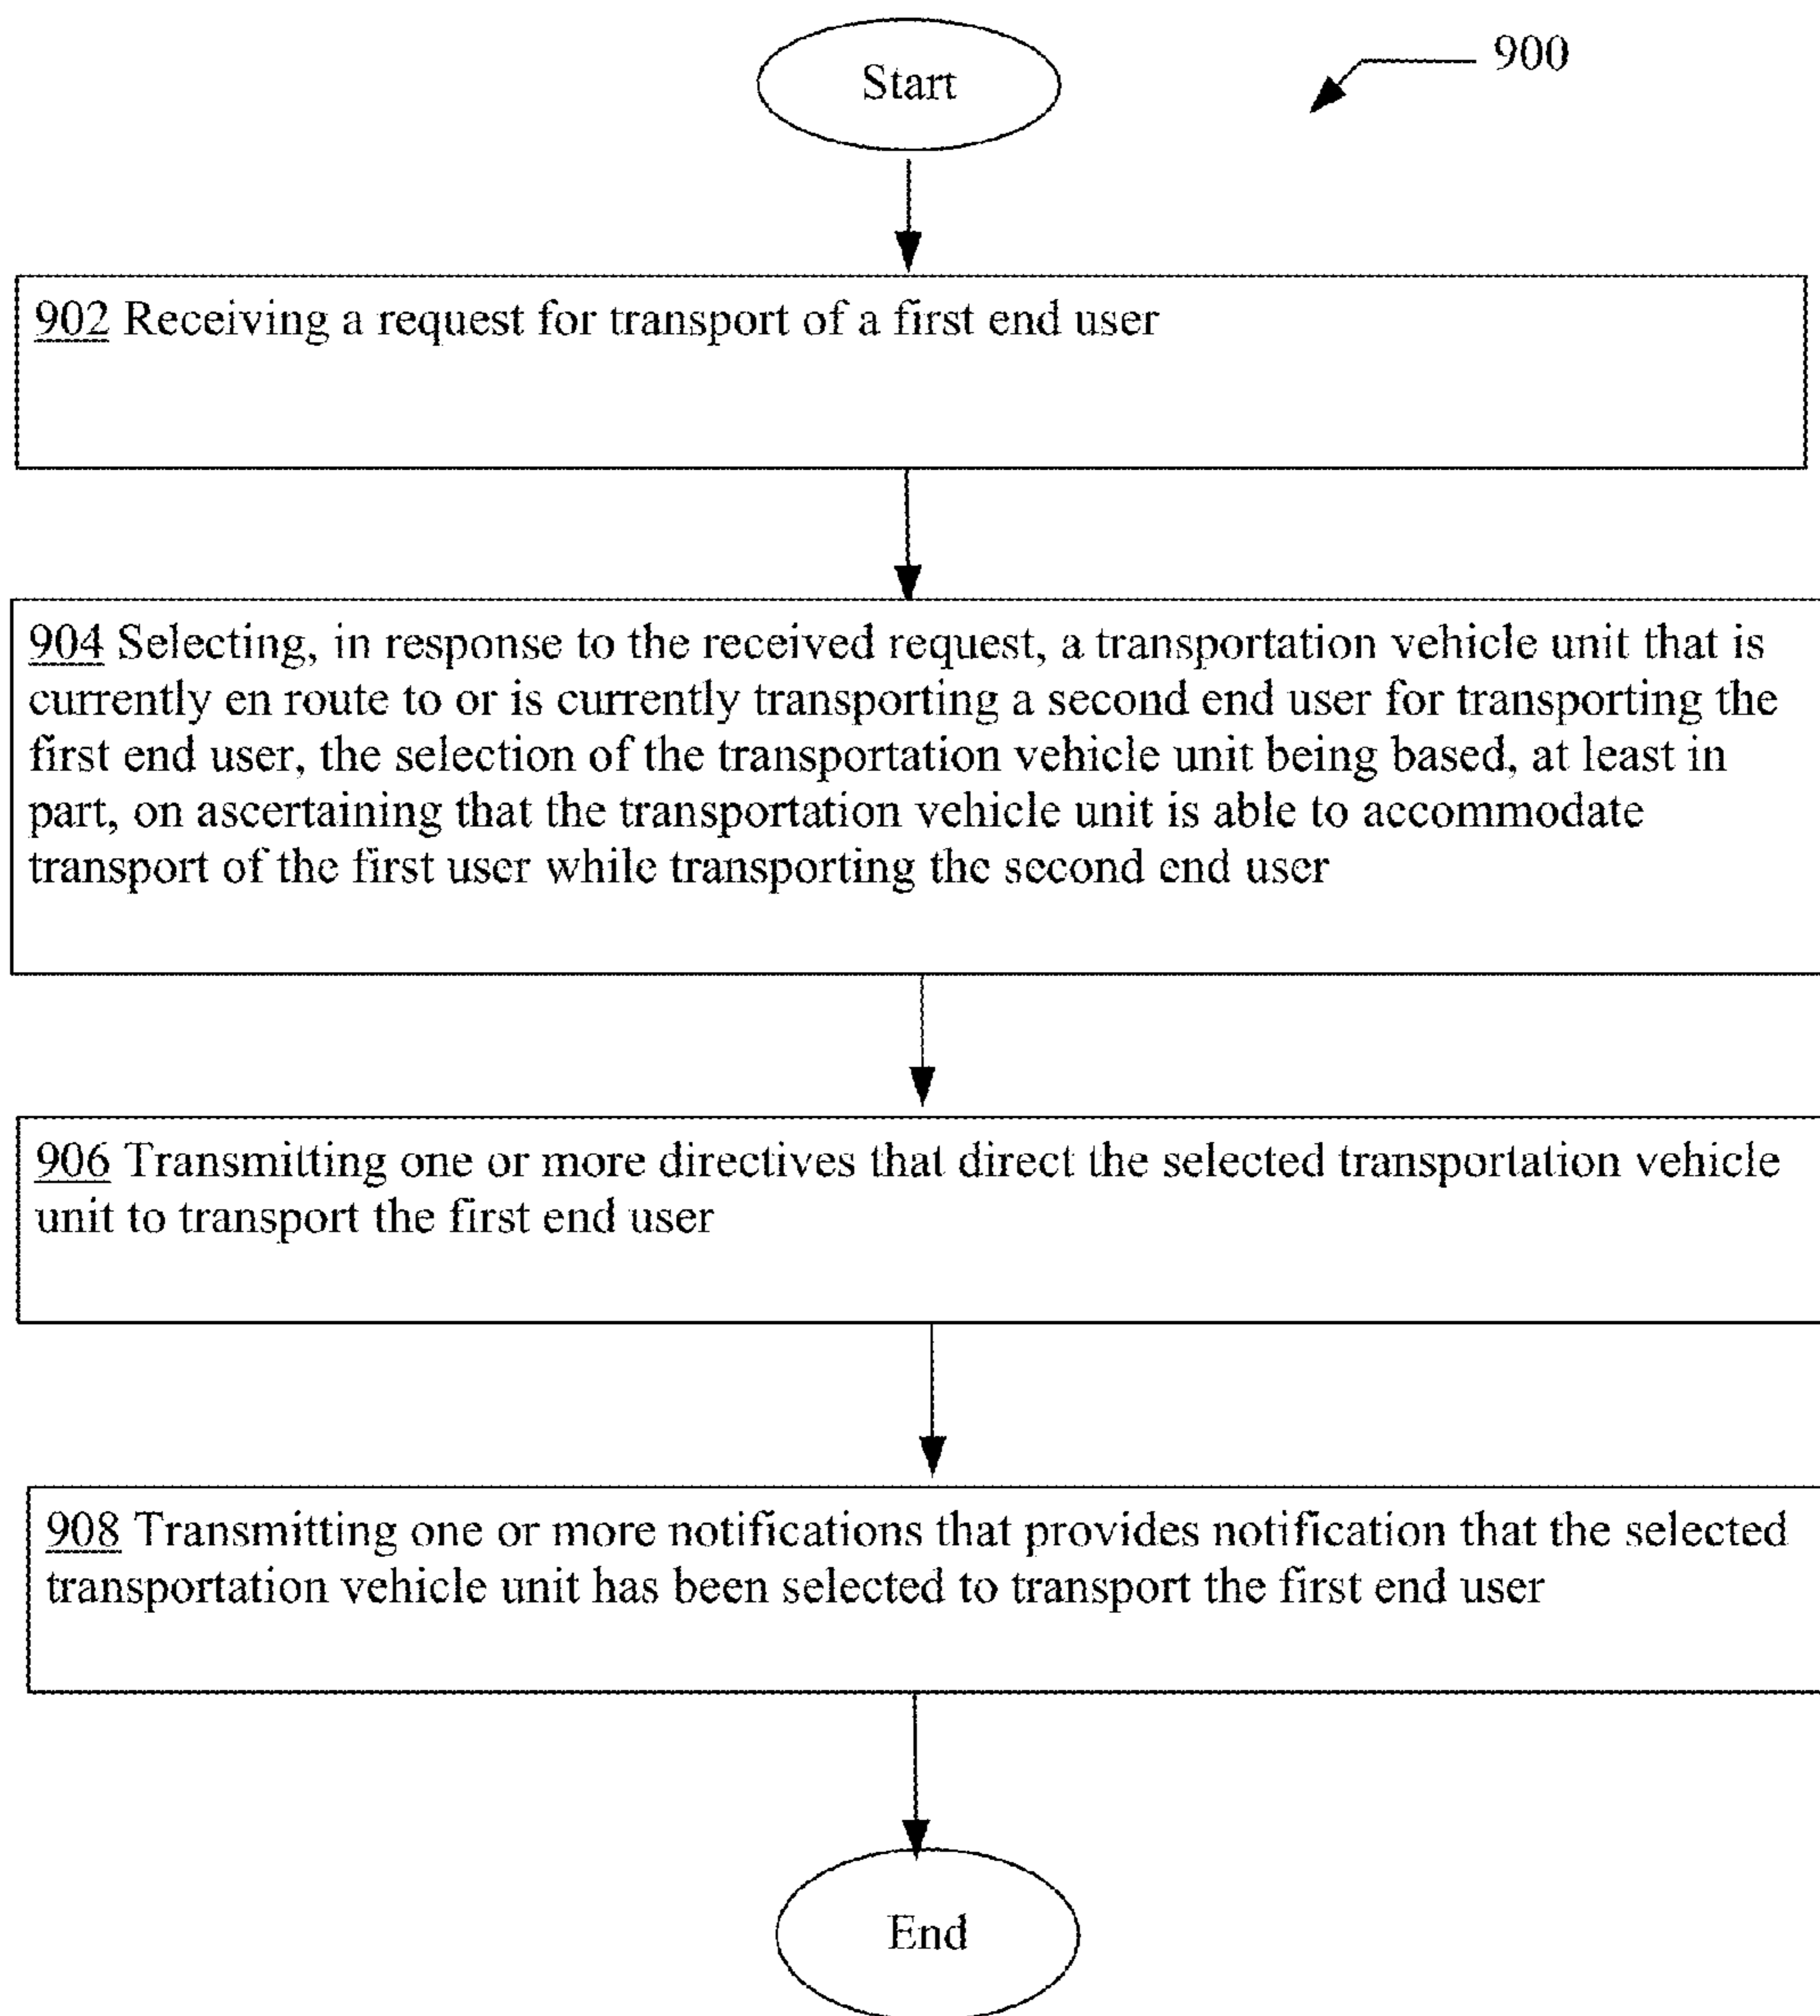 Start
900
902 Receiving a request for transport of a first end user
904 Selecting, in response to the received request, a transportation vehicle unit that is
currently en route to or is currently transporting a second end user for transporting the
first end user, the selection of the transportation vehicle unit being based, at least in
part, on ascertaining that the transportation vehicle unit is able to accommodate
transport of the first user while transporting the second end user
906 Transmitting one or more directives that direct the selected transportation vehicle
unit to transport the first end user
908 Transmitting one or more notifications that provides notification that the selected
transportation vehicle unit has been selected to transport the first end user
End